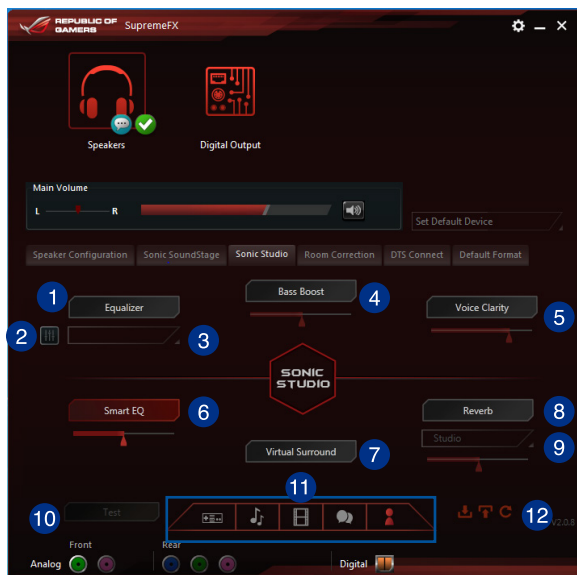 REPUBLIC OF
GAMERS
SupremeFX
Speakers
Digital Output
Main Volume
L R
Set Default Device
Speaker Configuration Sonic SoundStage Sonic Studio Room Correction DTS Connect Default Format
1 Equalizer
Bass Boost 4
Voice Clarity 5
2 3
SONIC
STUDIO
Smart EQ 6
Reverb 8
Virtual Surround 7
Studio 9
11
10 Test
12 V2.0.8
Front Rear
Analog Digital